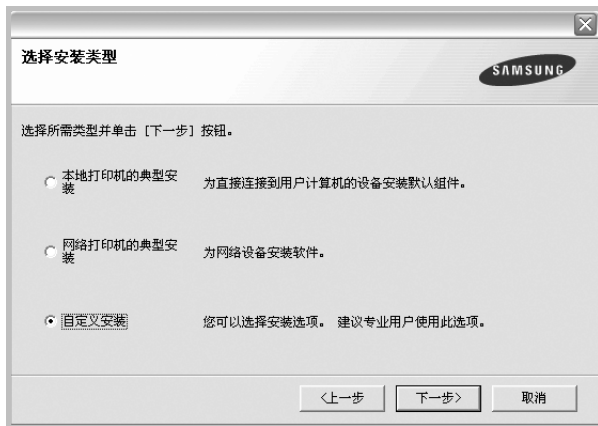 选择安装类型
SAMSUNG
选择所需类型并单击 [下一步] 按钮。
本地打印机的典型安
装
为直接连接到用户计算机的设备安装默认组件。
网络打印机的典型安
装
为网络设备安装软件。
自定义安装
您可以选择安装选项。 建议专业用户使用此选项。
<上一步
下一步>
取消